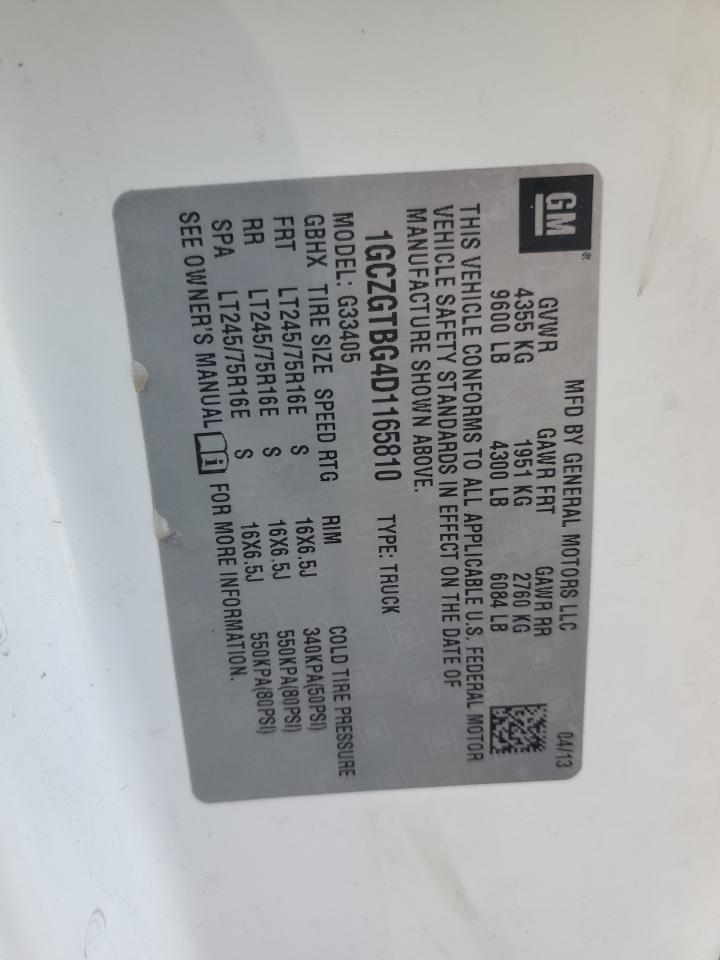 GM®
MFD BY GENERAL MOTORS LLC 04/13
GVWR GAWR FRT GAWR RR
4355 KG 1951 KG 2760 KG
9600 LB 4300 LB 6084 LB
THIS VEHICLE CONFORMS TO ALL APPLICABLE U.S. FEDERAL MOTOR
VEHICLE SAFETY STANDARDS IN EFFECT ON THE DATE OF
MANUFACTURE SHOWN ABOVE.
1GCZGTBG4D1165810 TYPE: TRUCK
MODEL: G33405
GBHX TIRE SIZE SPEED RTG RIM COLD TIRE PRESSURE
FRT LT245/75R16E S 16X6.5J 340KPA(50PSI)
RR LT245/75R16E S 16X6.5J 550KPA(80PSI)
SPA LT245/75R16E S 16X6.5J 550KPA(80PSI)
SEE OWNER'S MANUAL i FOR MORE INFORMATION.